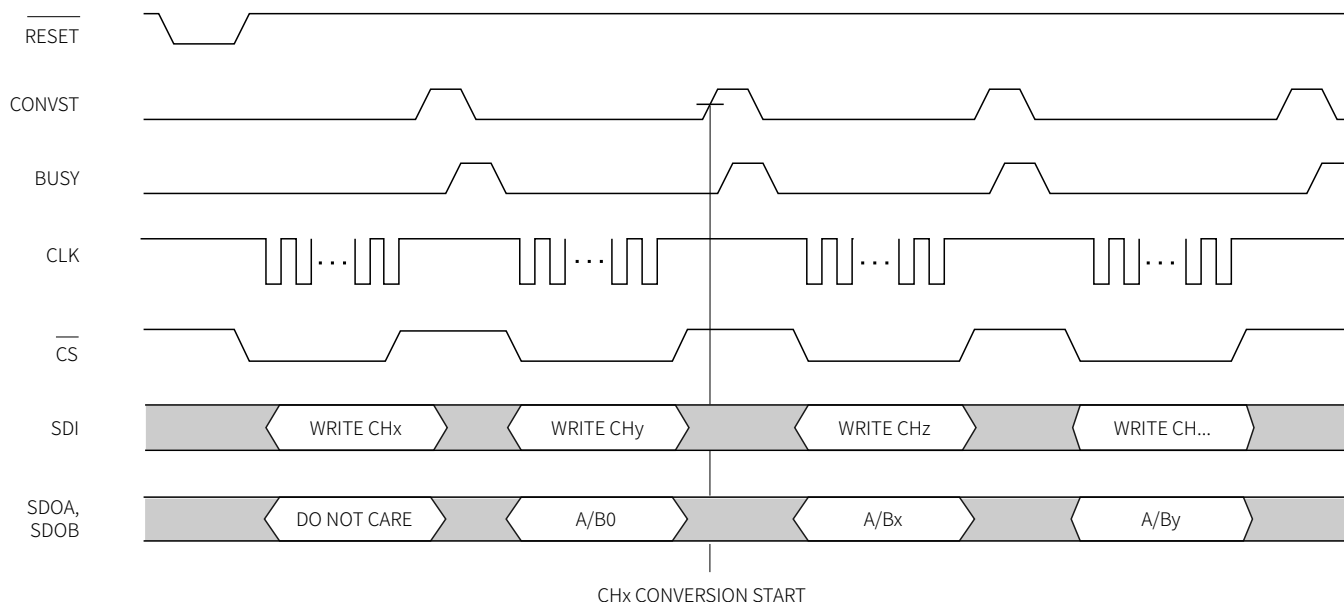 RESET
CONVST
BUSY
CLK
...
...
...
...
CS
SDI
WRITE CHx
WRITE CHy
WRITE CHz
WRITE CH...
SDOA,
SDOB
DO NOT CARE
A/B0
A/Bx
A/By
CHx CONVERSION START